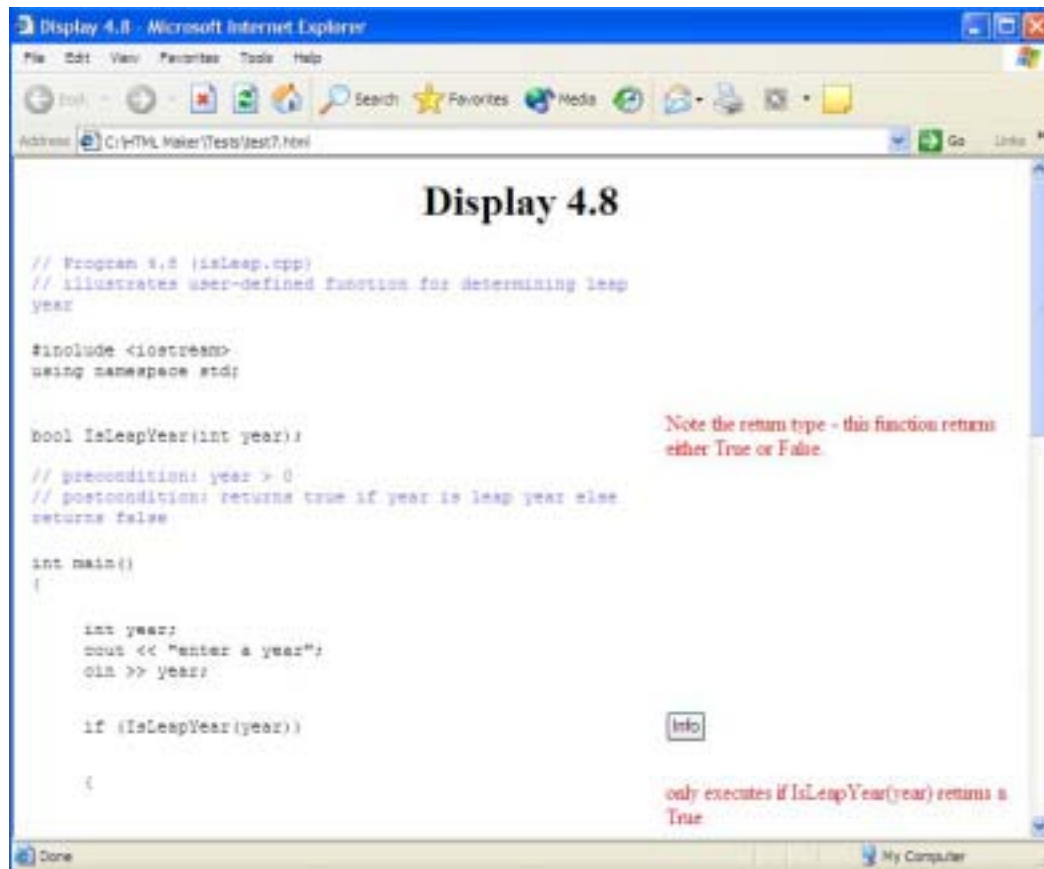 Display 4.8 - Microsoft Internet Explorer
File Edit View Favorites Tools Help
Back Search Favorites Media
Address C:\HTML Maker\Tests\test7.html Go Links
Display 4.8
// Program 4.8 (isLeap.cpp)
// illustrates user-defined function for determining leap
year
#include <iostream>
using namespace std;
bool IsLeapYear(int year);
Note the return type - this function returns
either True or False.
// precondition: year > 0
// postcondition: returns true if year is leap year else
returns false
int main()
{
int year;
cout << "enter a year";
cin >> year;
if (IsLeapYear(year))
Info
{
only executes if IsLeapYear(year) returns a
True
Done My Computer